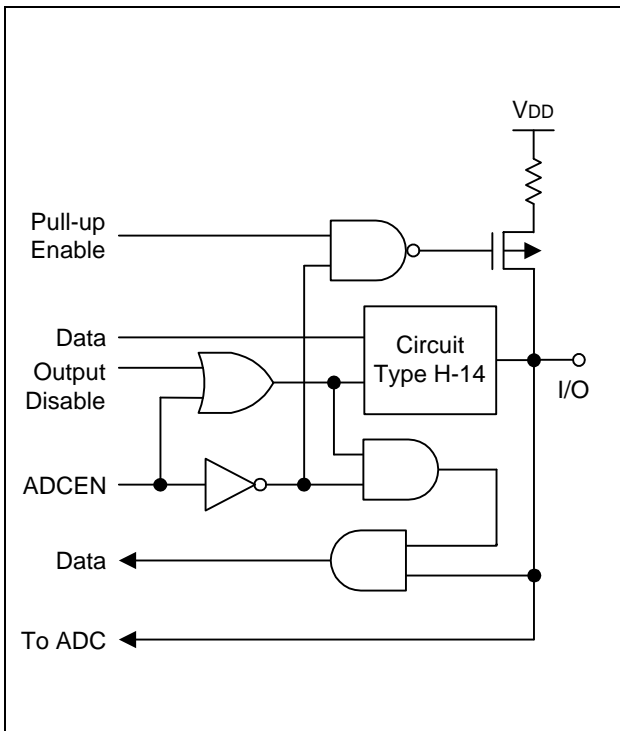 VDD
Pull-up
Enable
Data
Output
Disable
Circuit
Type H-14
I/O
ADCEN
Data
To ADC